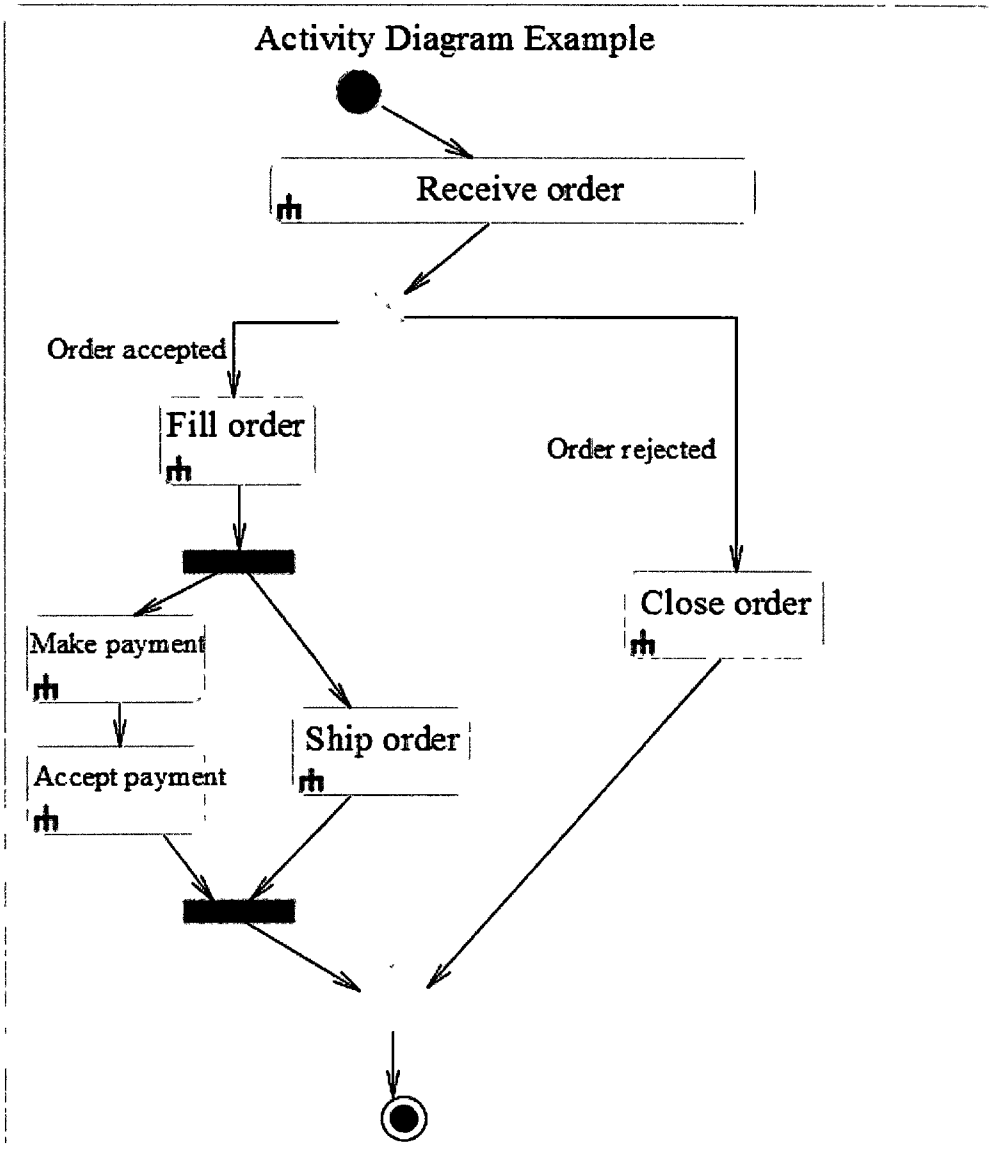 Activity Diagram Example
Receive order
Order accepted
Fill order
Order rejected
Close order
Make payment
Ship order
Accept payment